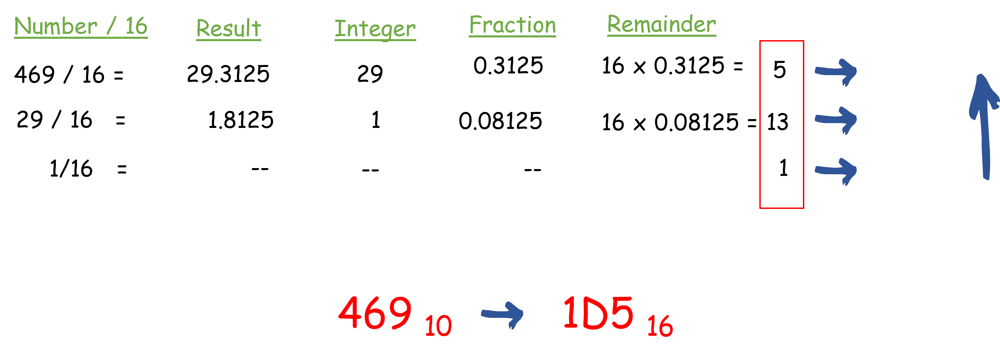 Number / 16 Result Integer Fraction Remainder
469 / 16 = 29.3125 29 0.3125 16 x 0.3125 = 5
29 / 16 = 1.8125 1 0.08125 16 x 0.08125 = 13
1/16 = -- -- -- 1
469 10 1D5 16